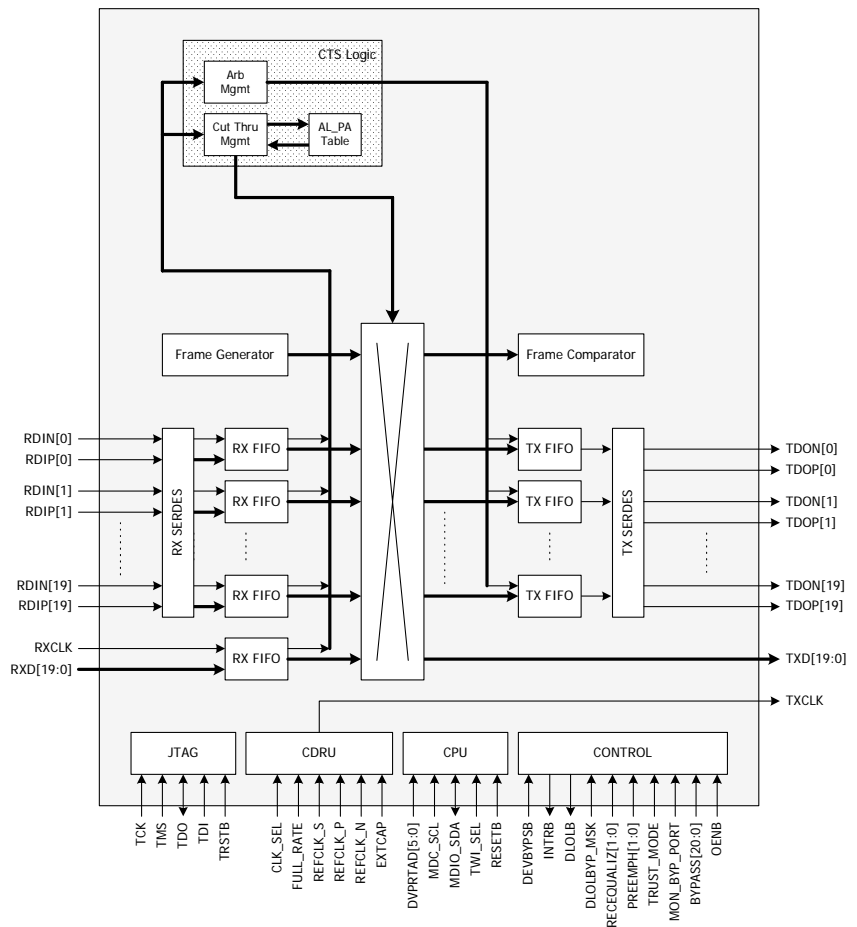 CTS Logic
Arb
Mgmt
Cut Thru
Mgmt
AL_PA
Table
Frame Generator
Frame Comparator
RDIN[0]
RDIP[0]
RDIN[1]
RDIP[1]
RDIN[19]
RDIP[19]
RXCLK
RXD[19:0]
RX SERDES
RX FIFO
RX FIFO
RX FIFO
RX FIFO
TX FIFO
TX FIFO
TX FIFO
TX SERDES
TDON[0]
TDOP[0]
TDON[1]
TDOP[1]
TDON[19]
TDOP[19]
TXD[19:0]
TXCLK
JTAG
CDRU
CPU
CONTROL
TCK
TMS
TDO
TDI
TRSTB
CLK_SEL
FULL_RATE
REFCLK_S
REFCLK_P
REFCLK_N
EXTCAP
DVPRTAD[5:0]
MDC_SCL
MDIO_SDA
TWI_SEL
RESETB
DEVBYPSB
INTRB
DLOLB
DLOLBYP_MSK
RECEQUALIZ[1:0]
PREEMPH[1:0]
TRUST_MODE
MON_BYP_PORT
BYPASS[20:0]
OENB